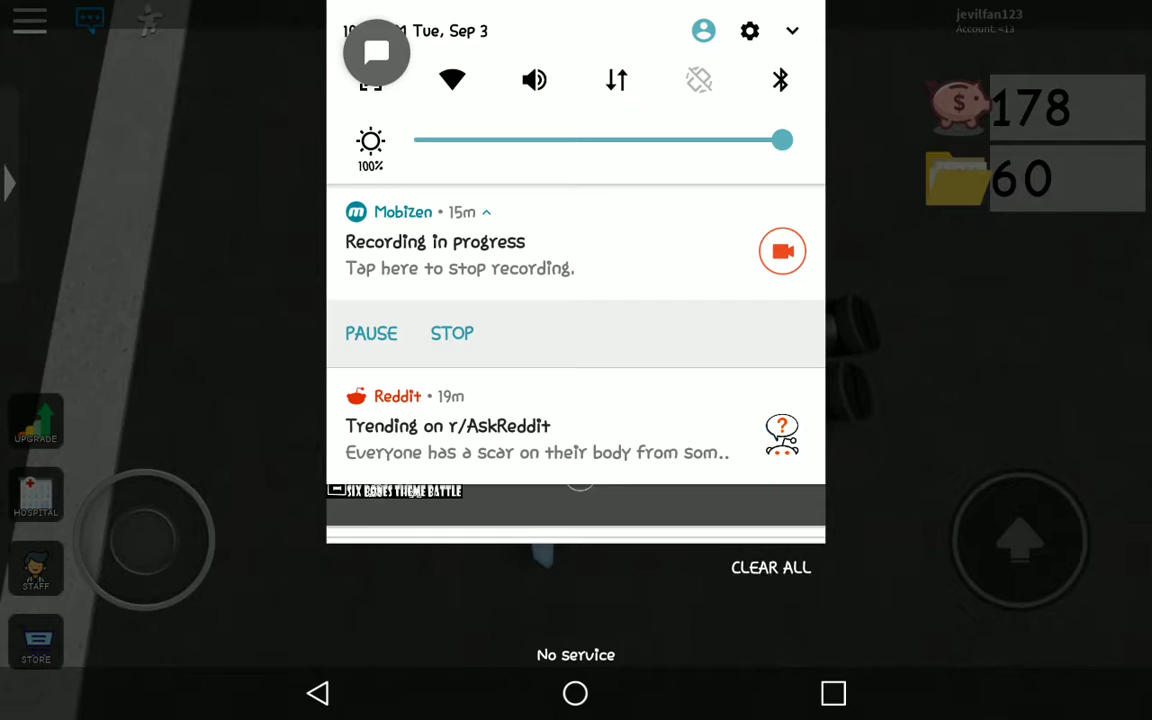 Tue, Sep 3
100%
Mobizen • 15m
Recording in progress
Tap here to stop recording.
PAUSE STOP
Reddit • 19m
Trending on r/AskReddit
Everyone has a scar on their body from som..
SIX BONES THEME BATTLE
CLEAR ALL
No service
jevilfan123
Account: <13
178
60
UPGRADE
HOSPITAL
STAFF
STORE